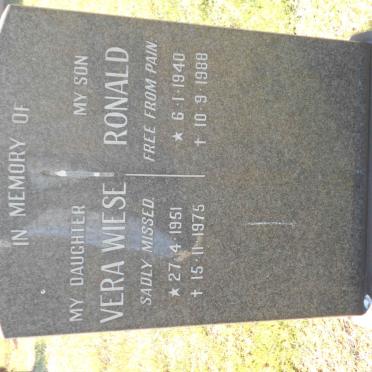 IN MEMORY OF
MY DAUGHTER
VERA WIESE
SADLY MISSED
★ 27·4·1951
✝ 15·11·1975
MY SON
RONALD
FREE FROM PAIN
★ 6·1·1940
✝ 10·9·1988